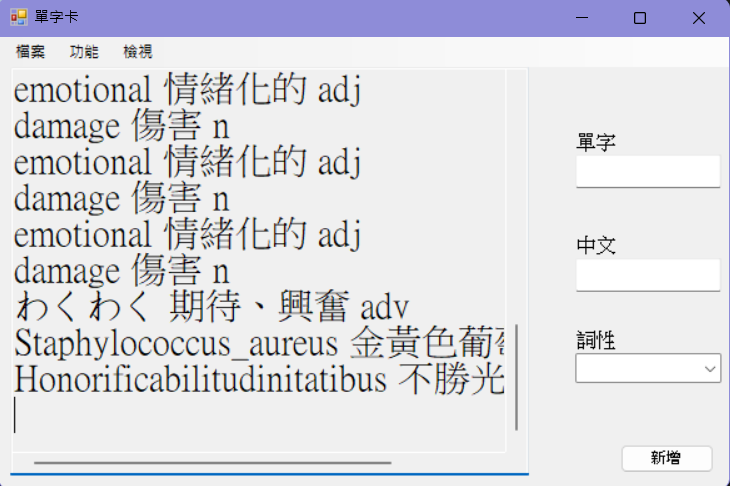 單字卡
檔案 功能 檢視
emotional 情緒化的 adj
damage 傷害 n
emotional 情緒化的 adj
damage 傷害 n
emotional 情緒化的 adj
damage 傷害 n
わくわく 期待、興奮 adv
Staphylococcus_aureus 金黃色葡
Honorificabilitudinitatibus 不勝光
單字
中文
詞性
新增